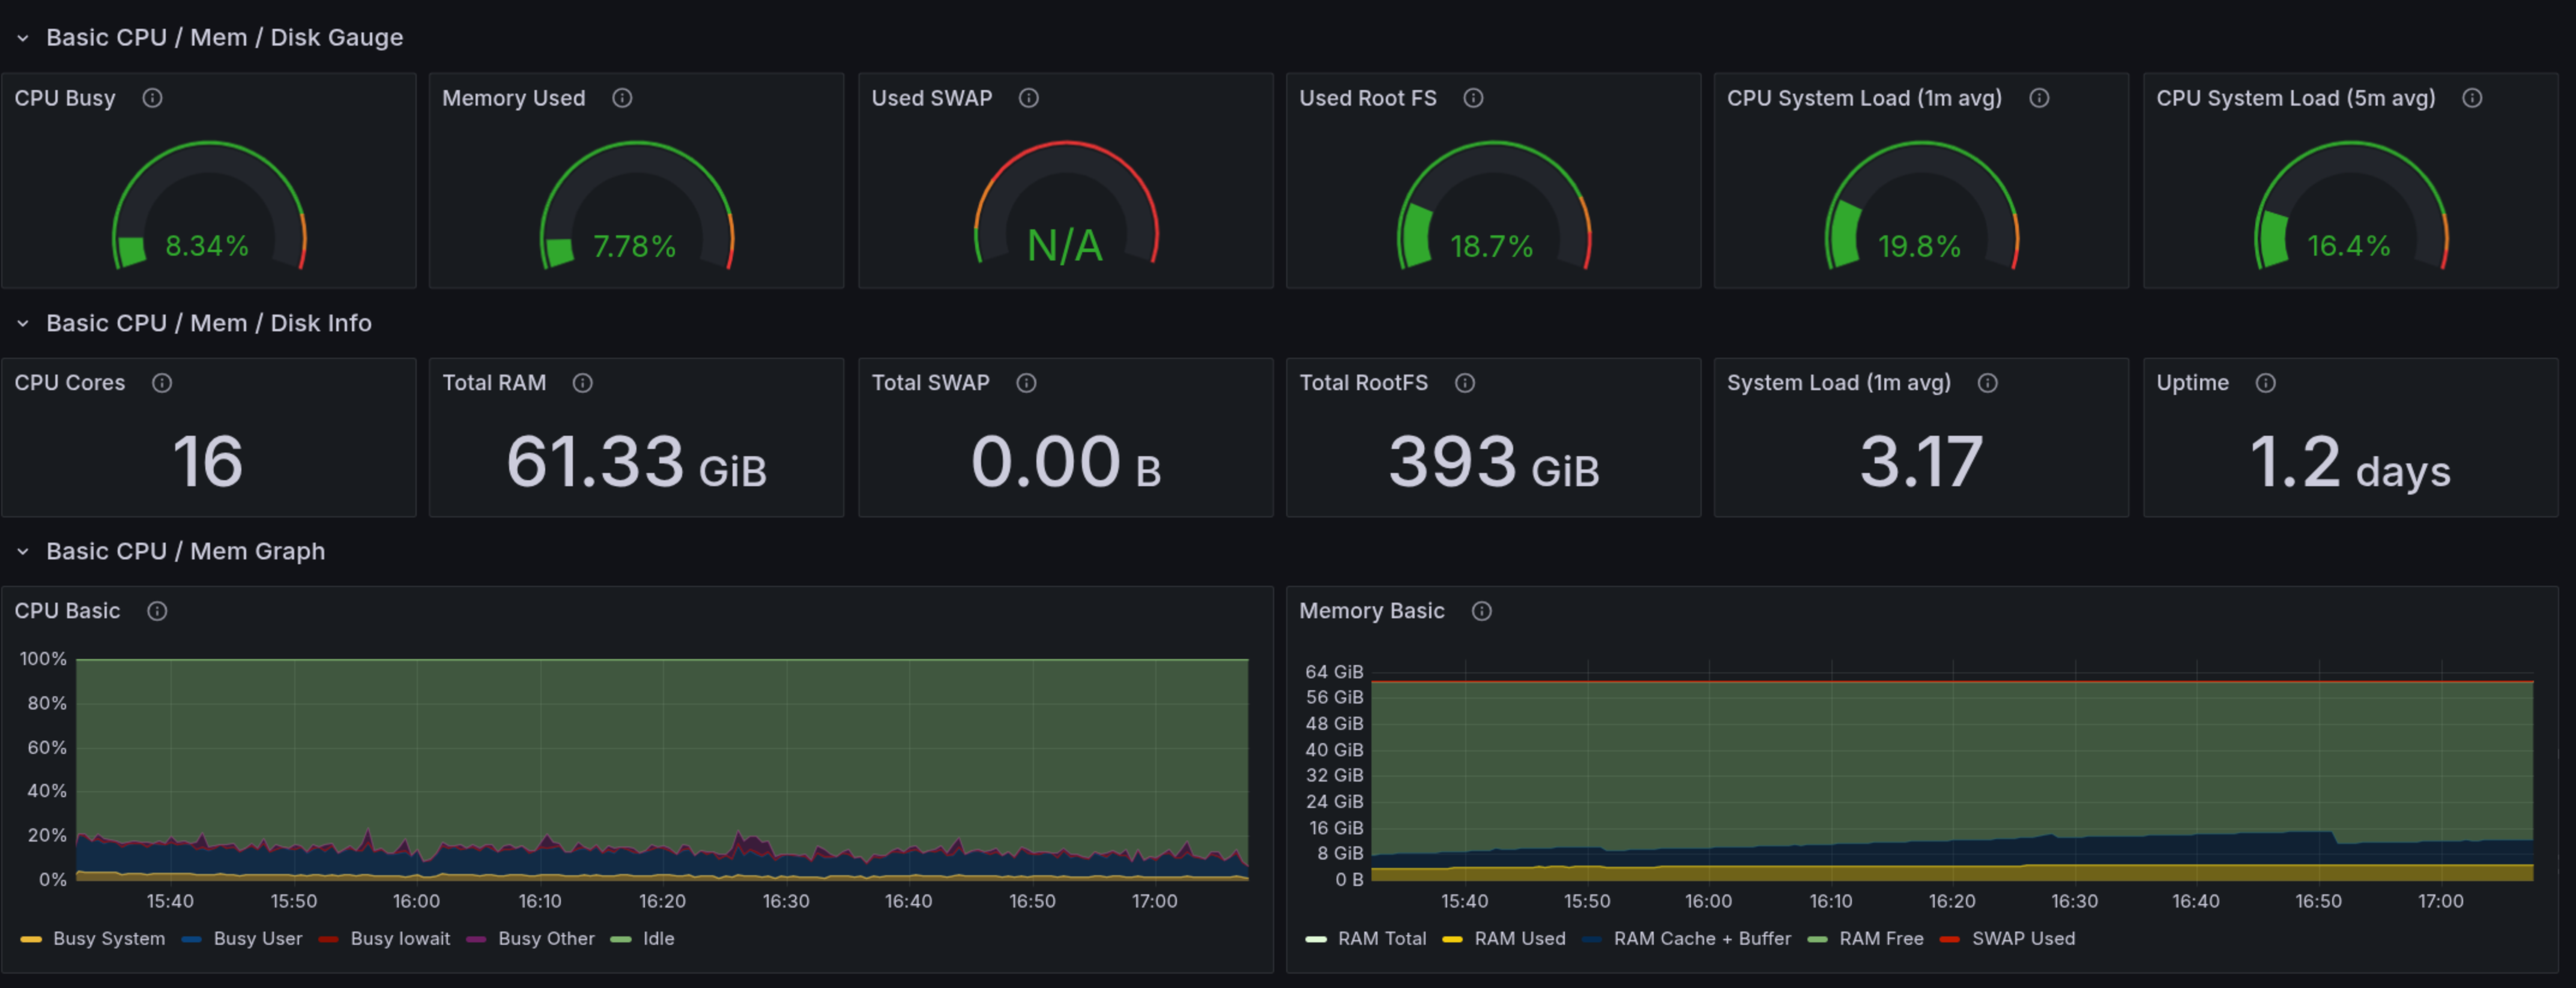 Basic CPU / Mem / Disk Gauge
CPU Busy
Memory Used
Used SWAP
Used Root FS
CPU System Load (1m avg)
CPU System Load (5m avg)
8.34%
7.78%
N/A
18.7%
19.8%
16.4%
Basic CPU / Mem / Disk Info
CPU Cores
Total RAM
Total SWAP
Total RootFS
System Load (1m avg)
Uptime
16
61.33 GiB
0.00 B
393 GiB
3.17
1.2 days
Basic CPU / Mem Graph
CPU Basic
100%
80%
60%
40%
20%
0%
15:40 15:50 16:00 16:10 16:20 16:30 16:40 16:50 17:00
Busy System Busy User Busy Iowait Busy Other Idle
Memory Basic
64 GiB
56 GiB
48 GiB
40 GiB
32 GiB
24 GiB
16 GiB
8 GiB
0 B
15:40 15:50 16:00 16:10 16:20 16:30 16:40 16:50 17:00
RAM Total RAM Used RAM Cache + Buffer RAM Free SWAP Used